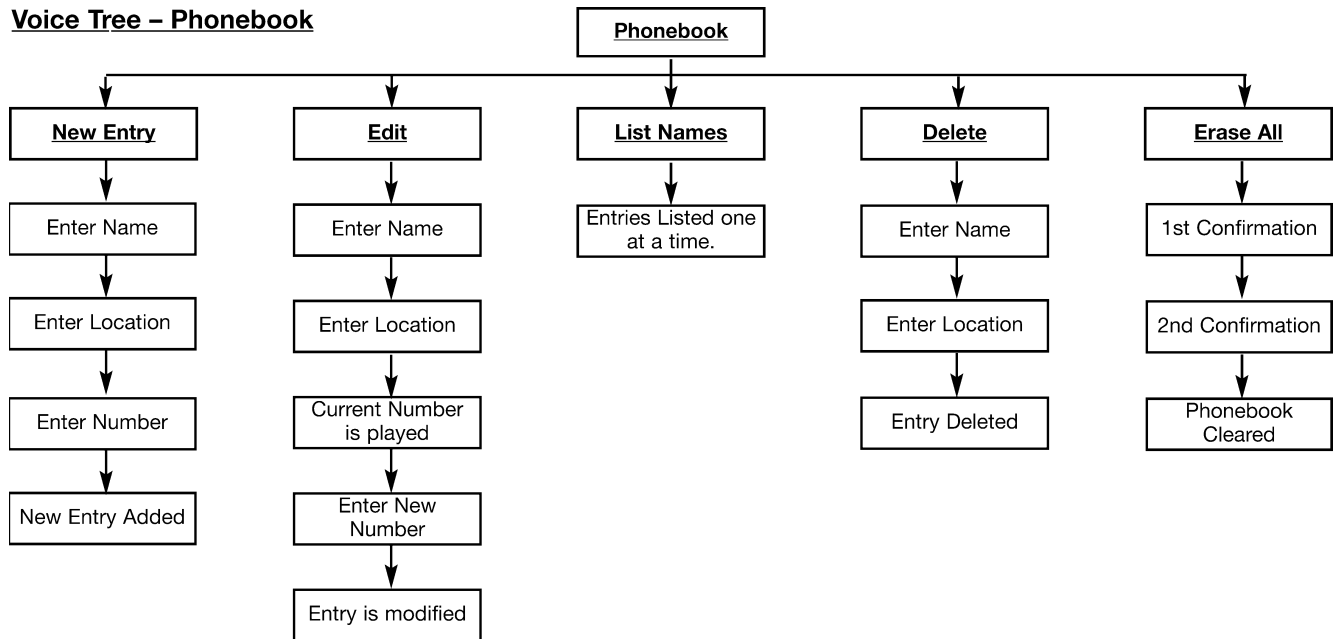 Voice Tree – Phonebook
Phonebook
New Entry
Edit
List Names
Delete
Erase All
Enter Name
Enter Name
Entries Listed one
at a time.
Enter Name
1st Confirmation
Enter Location
Enter Location
Enter Location
2nd Confirmation
Enter Number
Current Number
is played
Entry Deleted
Phonebook
Cleared
New Entry Added
Enter New
Number
Entry is modified